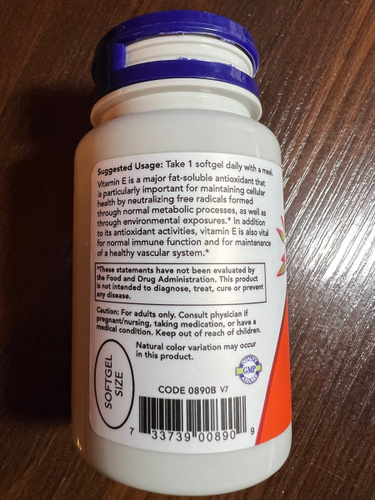 Suggested Usage: Take 1 softgel daily with a meal.
Vitamin E is a major fat-soluble antioxidant that
is particularly important for maintaining cellular
health by neutralizing free radicals formed
through normal metabolic processes, as well as
through environmental exposures.* In addition
to its antioxidant activities, vitamin E is also vital
for normal immune function and for maintenance
of a healthy vascular system.*
*These statements have not been evaluated by
the Food and Drug Administration. This product
is not intended to diagnose, treat, cure or prevent
any disease.
Caution: For adults only. Consult physician if
pregnant/nursing, taking medication, or have a
medical condition. Keep out of reach of children.
Natural color variation may occur
in this product.
SOFTGEL
SIZE
GMP
CODE 0890B V7
7 33739 00890 9